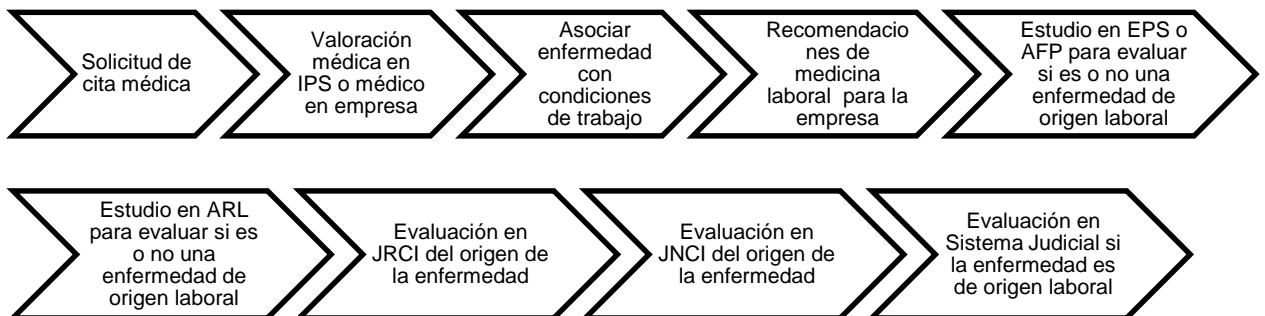 Solicitud de
cita médica
Valoración
médica en
IPS o médico
en empresa
Asociar
enfermedad
con
condiciones
de trabajo
Recomendacio
nes de
medicina
laboral para la
empresa
Estudio en EPS o
AFP para evaluar
si es o no una
enfermedad de
origen laboral
Estudio en ARL
para evaluar si es
o no una
enfermedad de
origen laboral
Evaluación en
JRCI del origen de
la enfermedad
Evaluación en
JNCI del origen de
la enfermedad
Evaluación en
Sistema Judicial si
la enfermedad es
de origen laboral